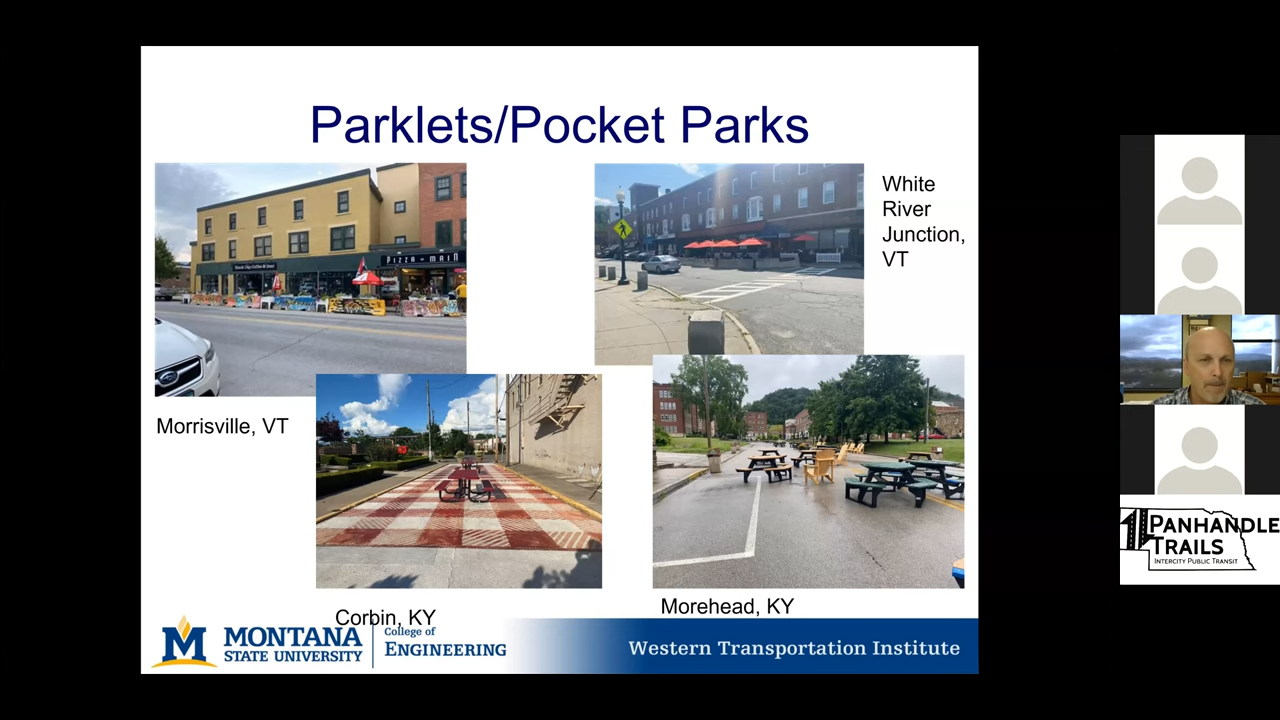 Parklets/Pocket Parks
PIZZA on MAIN
Morrisville, VT
White
River
Junction,
VT
Corbin, KY
Morehead, KY
M
MONTANA
STATE UNIVERSITY
College of
ENGINEERING
Western Transportation Institute
PANHANDLE
TRAILS
INTERCITY PUBLIC TRANSIT